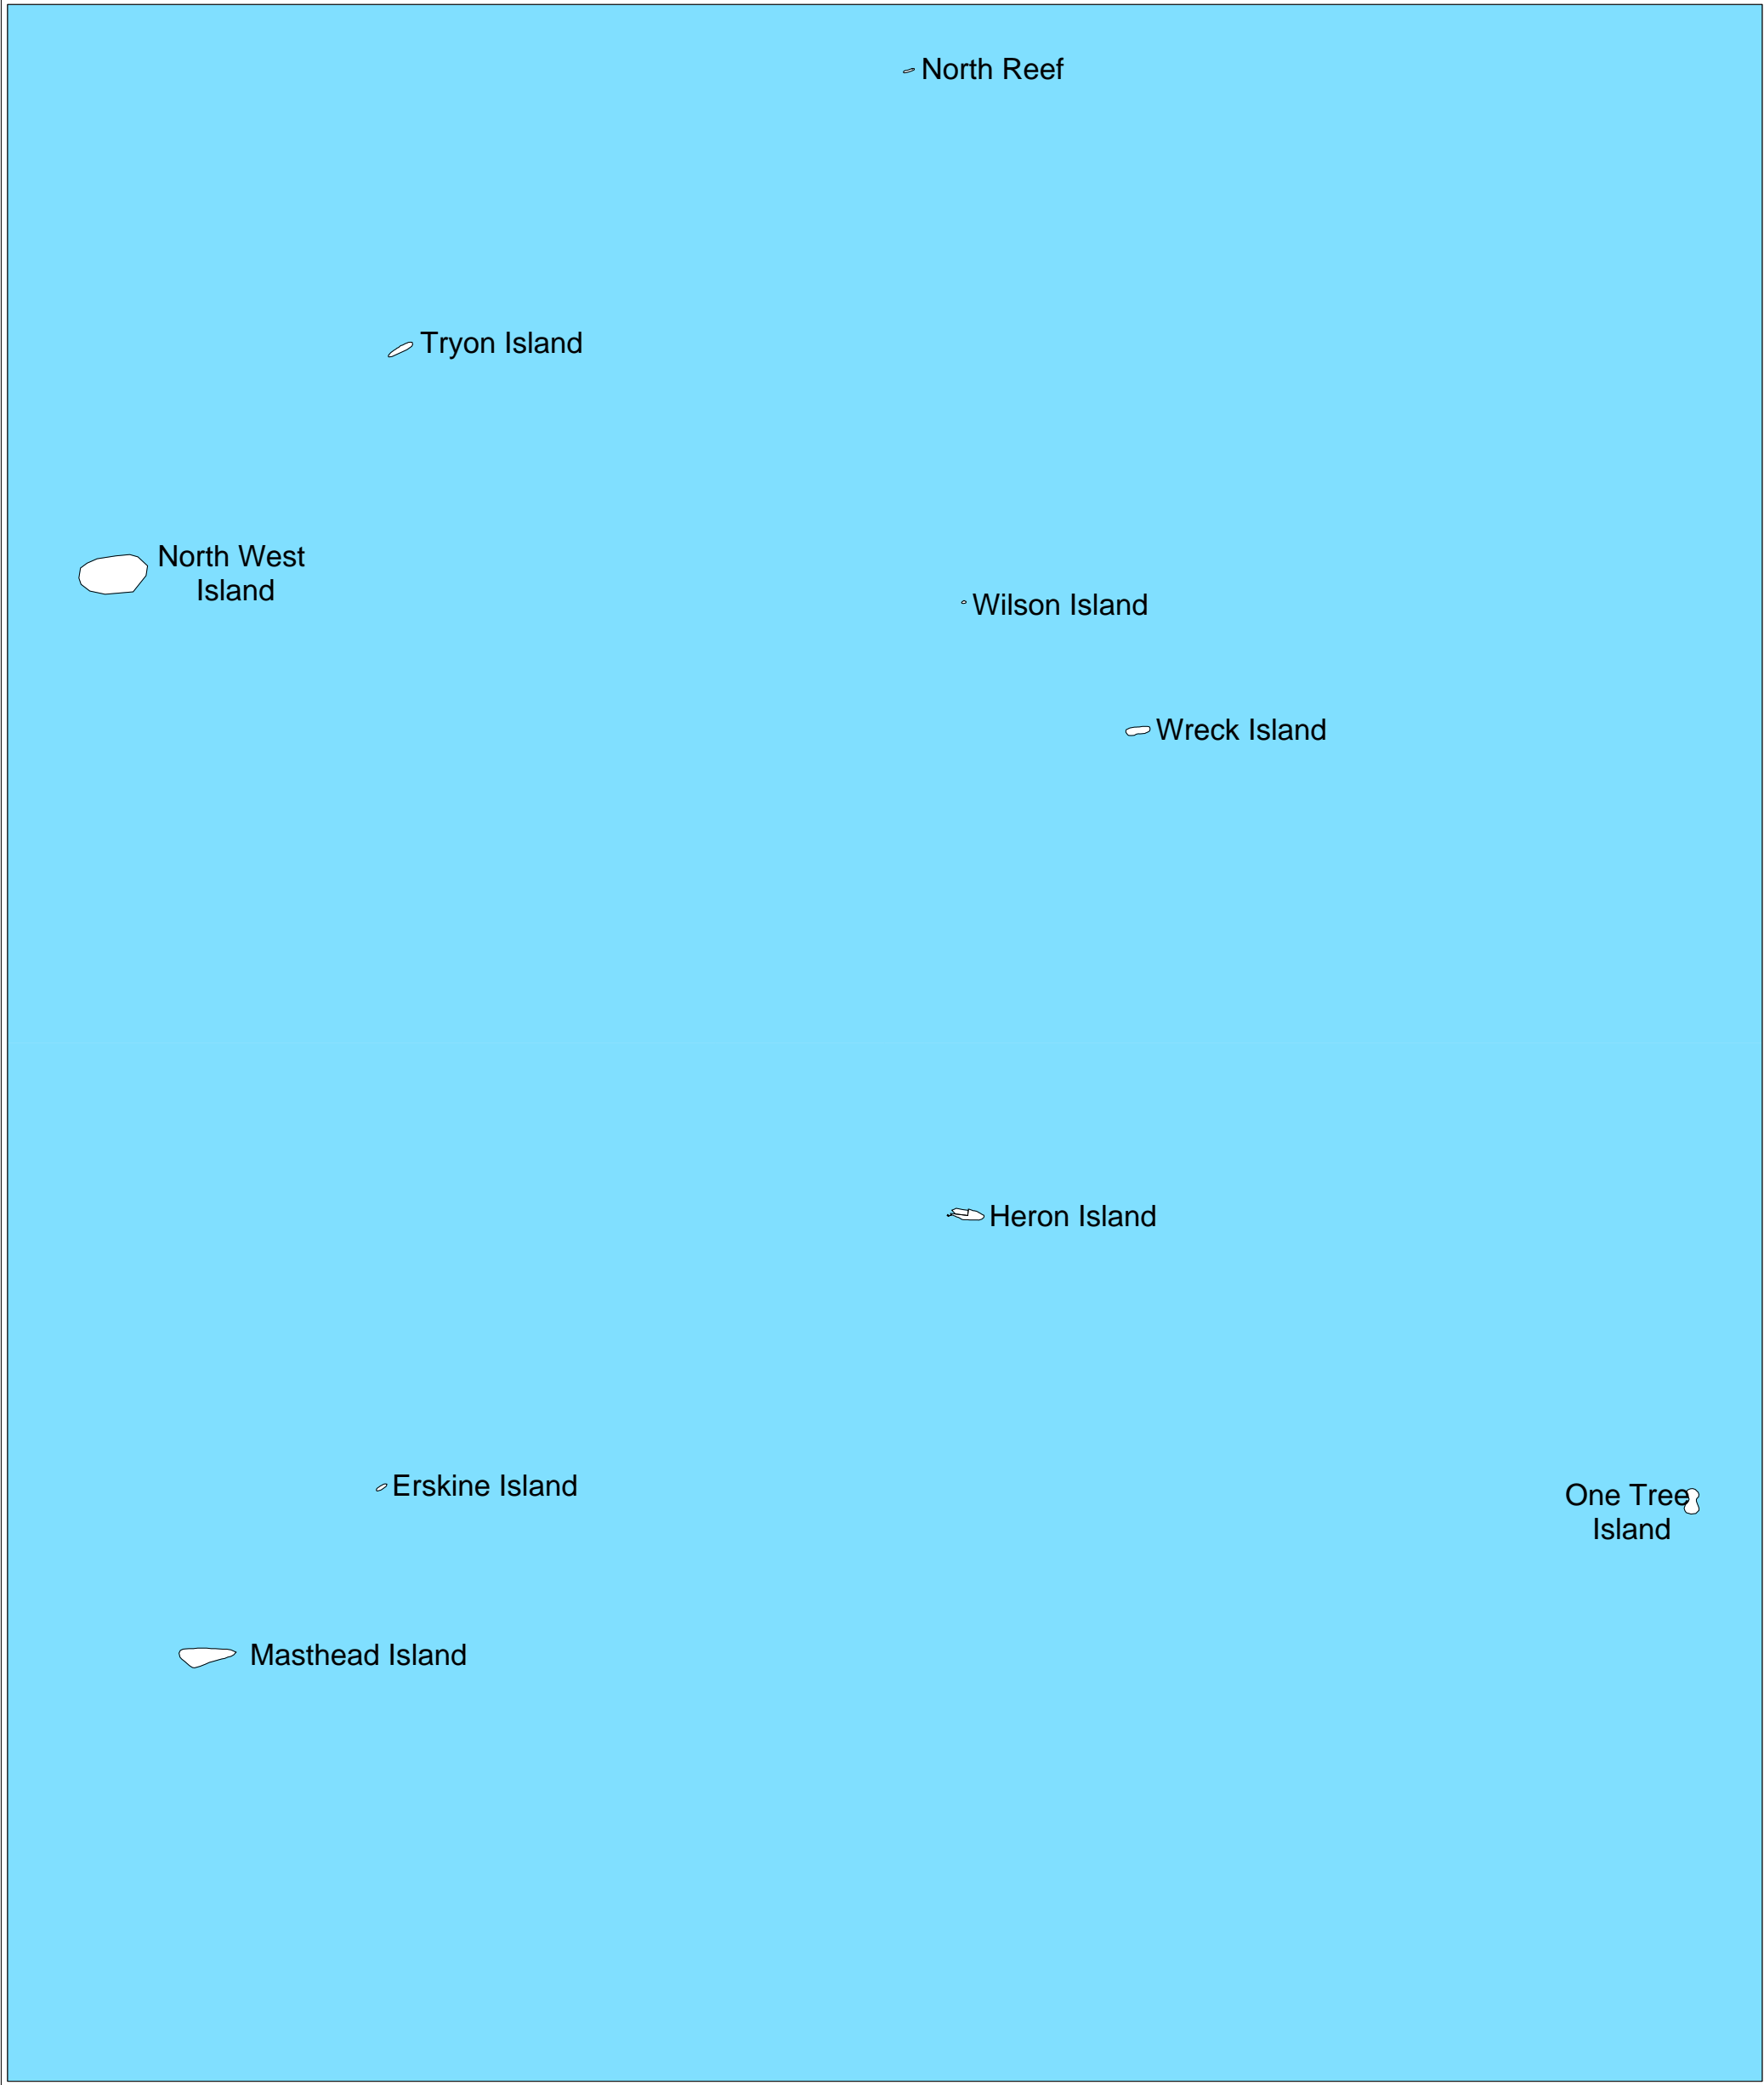 North Reef
Tryon Island
North West
Island
Wilson Island
Wreck Island
Heron Island
Erskine Island
One Tree
Island
Masthead Island